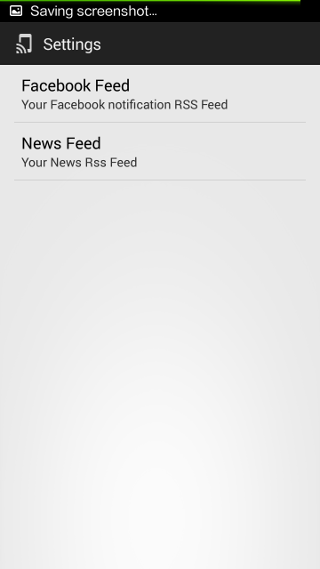 Saving screenshot...
Settings
Facebook Feed
Your Facebook notification RSS Feed
News Feed
Your News Rss Feed